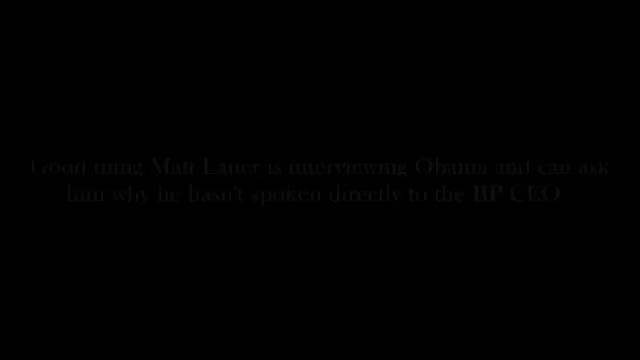 Good thing Matt Lauer is interviewing Obama and can ask
him why he hasn't spoken directly to the BP CEO